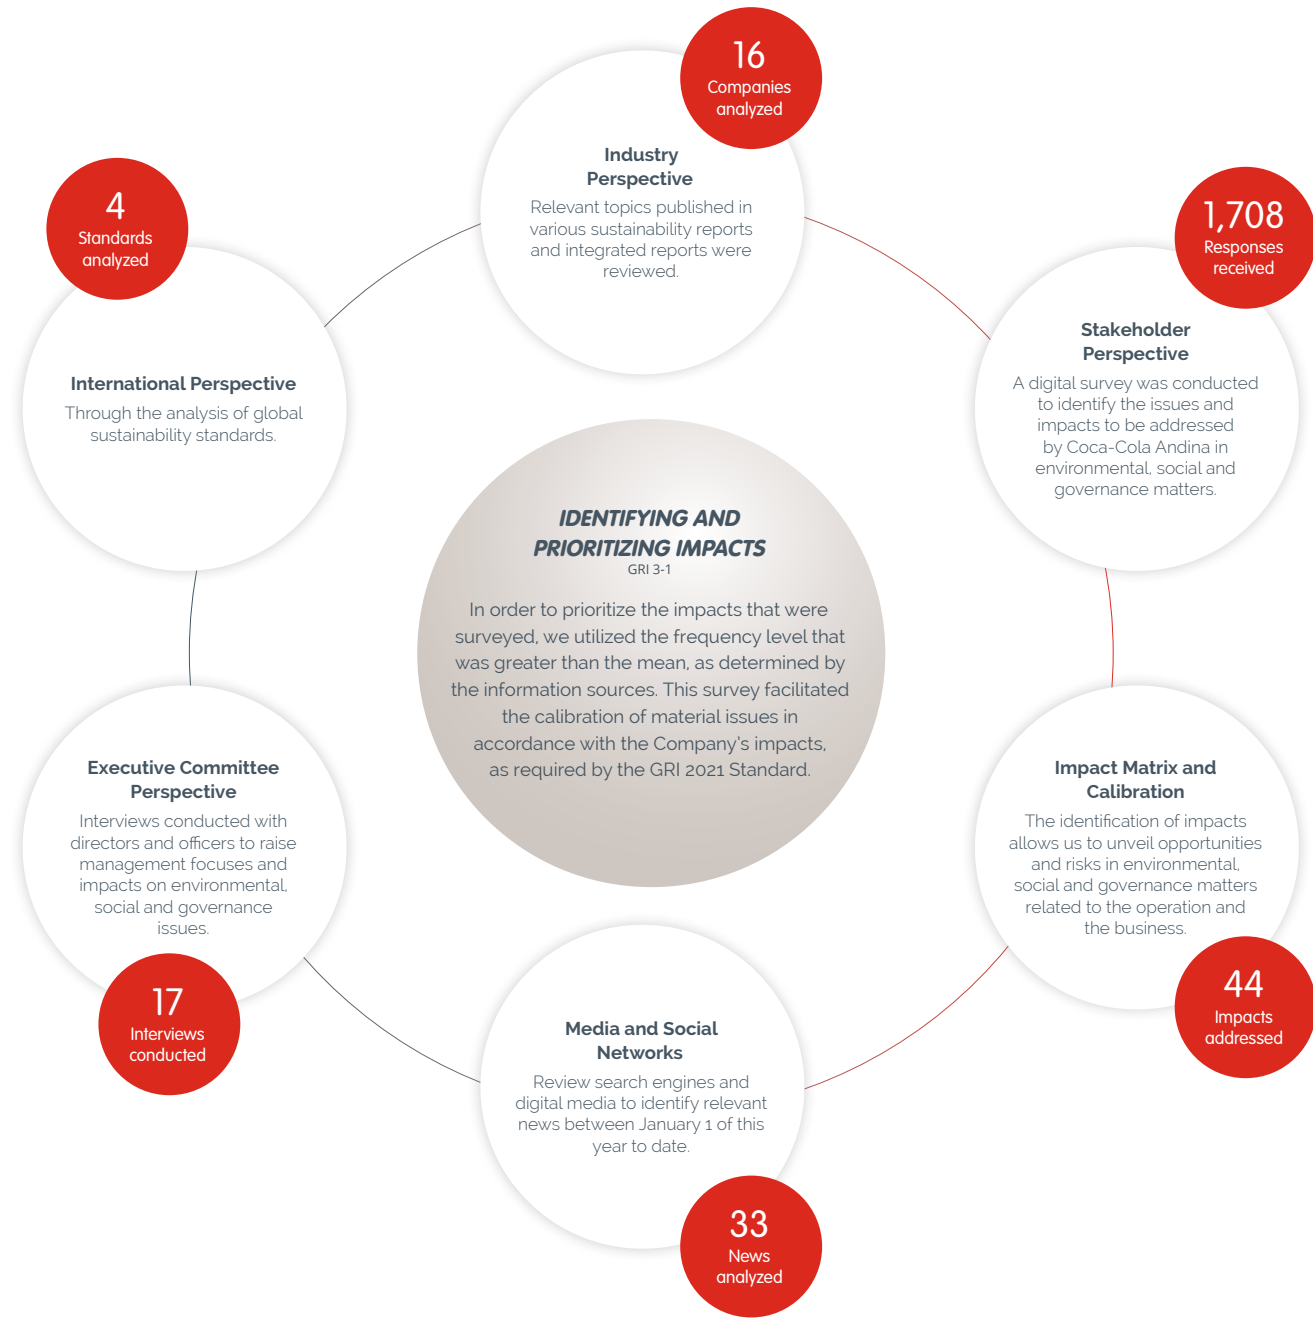 16
Companies
analyzed
Industry
Perspective
Relevant topics published in
various sustainability reports
and integrated reports were
reviewed.
1,708
Responses
received
Stakeholder
Perspective
A digital survey was conducted
to identify the issues and
impacts to be addressed
by Coca-Cola Andina in
environmental, social and
governance matters.
4
Standards
analyzed
International Perspective
Through the analysis of global
sustainability standards.
IDENTIFYING AND
PRIORITIZING IMPACTS
GRI 3-1
In order to prioritize the impacts that were
surveyed, we utilized the frequency level that
was greater than the mean, as determined by
the information sources. This survey facilitated
the calibration of material issues in
accordance with the Company's impacts,
as required by the GRI 2021 Standard.
Executive Committee
Perspective
Interviews conducted with
directors and officers to raise
management focuses and
impacts on environmental,
social and governance
issues.
17
Interviews
conducted
Impact Matrix and
Calibration
The identification of impacts
allows us to unveil opportunities
and risks in environmental,
social and governance matters
related to the operation and
the business.
44
Impacts
addressed
Media and Social
Networks
Review search engines and
digital media to identify relevant
news between January 1 of this
year to date.
33
News
analyzed